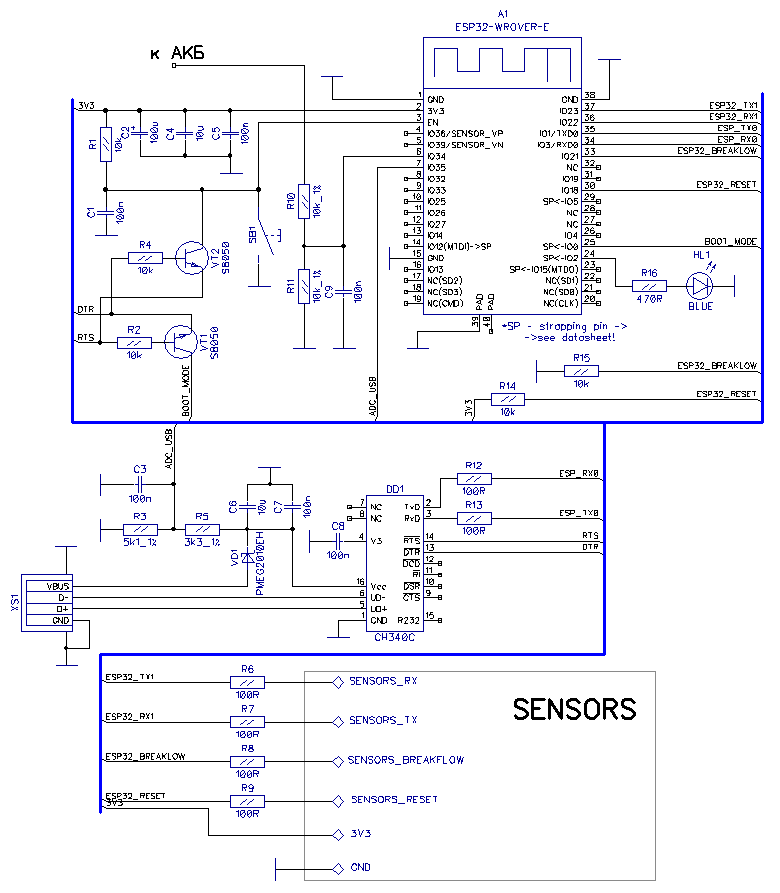 A1
ESP32-WROVER-E
к АКБ
3V3
R1
10k
C2
+
100u
C4
10u
C5
100n
C1
100n
R4
10k
VT2
S8050
SB1
R10
10k_1%
R11
10k_1%
C9
100n
DTR
RTS
R2
10k
VT1
S8050
BOOT_MODE
ADC_USB
1 GND
2 3V3
3 EN
4 IO36/SENSOR_VP
5 IO39/SENSOR_VN
6 IO34
7 IO35
8 IO32
9 IO33
10 IO25
11 IO26
12 IO27
13 IO14
14 IO12(MTDI)->SP
15 GND
16 IO13
17 NC(SD2)
18 NC(SD3)
19 NC(CMD)
GND 38
IO23 37
IO22 36
IO1/TXD0 35
IO3/RXD0 34
IO21 33
NC 32
IO19 31
IO18 30
SP<-IO5 29
NC 28
NC 27
IO4 26
SP<-IO0 25
SP<-IO2 24
SP<-IO15(MTDO) 23
NC(SD1) 22
NC(SD0) 21
NC(CLK) 20
PAD 39
PAD 40
ESP32_TX1
ESP32_RX1
ESP_TX0
ESP_RX0
ESP32_BREAKLOW
ESP32_RESET
BOOT_MODE
HL1
R16
470R
BLUE
*SP - strapping pin ->
->see datasheet!
R15
10k
ESP32_BREAKLOW
R14
10k
ESP32_RESET
3V3
ADC_USB
C3
100n
R3
5k1_1%
R5
3k3_1%
C6
10u
C7
100n
VD1
PMEG2010EH
C8
100n
DD1
7 NC
8 NC
4 V3
16 Vcc
6 UD-
5 UD+
1 GND
TxD 2
RxD 3
RTS 14
DTR 13
DCD 12
RI 11
DSR 10
CTS 9
R232 15
CH340C
R12
100R
ESP_RX0
R13
100R
ESP_TX0
RTS
DTR
XS1
VBUS
D-
D+
GND
ESP32_TX1
R6
100R
SENSORS_RX
SENSORS
ESP32_RX1
R7
100R
SENSORS_TX
ESP32_BREAKLOW
R8
100R
SENSORS_BREAKFLOW
ESP32_RESET
3V3
R9
100R
SENSORS_RESET
3V3
GND